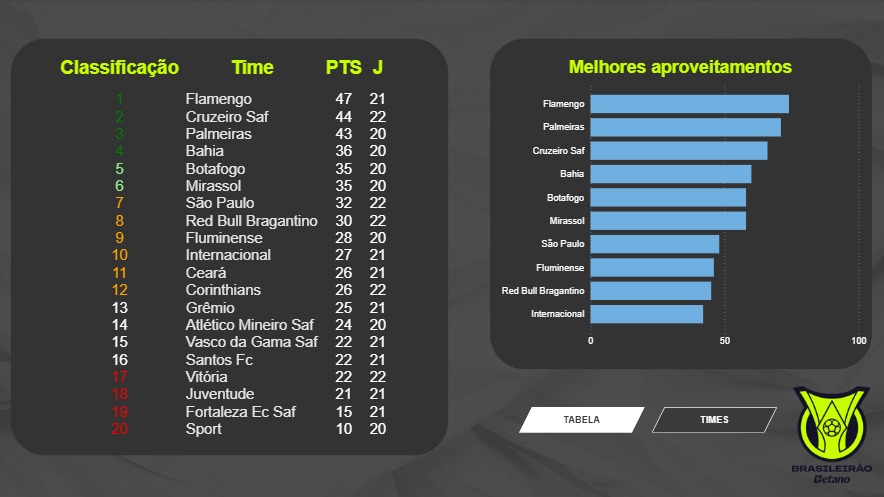 Classificação Time PTS J
1 Flamengo 47 21
2 Cruzeiro Saf 44 22
3 Palmeiras 43 20
4 Bahia 36 20
5 Botafogo 35 20
6 Mirassol 35 20
7 São Paulo 32 22
8 Red Bull Bragantino 30 22
9 Fluminense 28 20
10 Internacional 27 21
11 Ceará 26 21
12 Corinthians 26 22
13 Grêmio 25 21
14 Atlético Mineiro Saf 24 20
15 Vasco da Gama Saf 22 21
16 Santos Fc 22 21
17 Vitória 22 22
18 Juventude 21 21
19 Fortaleza Ec Saf 15 21
20 Sport 10 20
Melhores aproveitamentos
Flamengo
Palmeiras
Cruzeiro Saf
Bahia
Botafogo
Mirassol
São Paulo
Fluminense
Red Bull Bragantino
Internacional
0 50 100
TABELA
TIMES
BRASILEIRÃO
Betano